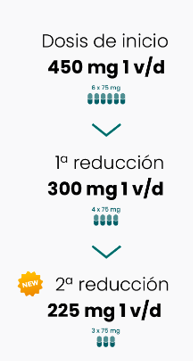 Dosis de inicio
450 mg 1 v/d
6 x 75 mg
1ª reducción
300 mg 1 v/d
4 x 75 mg
NEW
2ª reducción
225 mg 1 v/d
3 x 75 mg